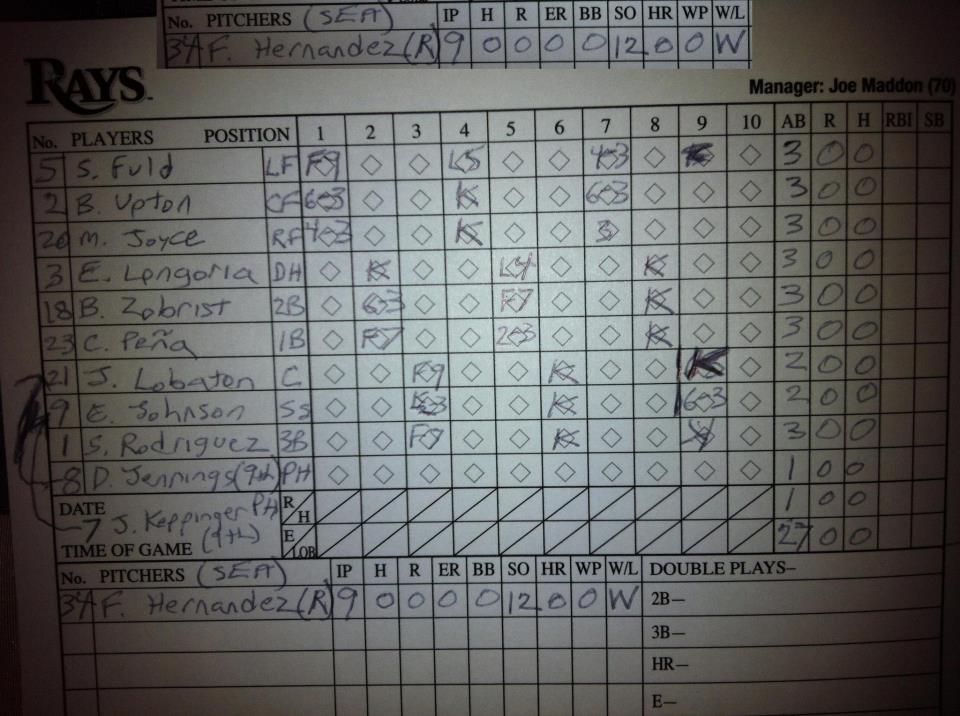 No. PITCHERS (SEA) IP H R ER BB SO HR WP W/L
34 F. Hernandez (R) 9 0 0 0 0 12 0 0 W
RAYS
Manager: Joe Maddon (70)
No. PLAYERS POSITION 1 2 3 4 5 6 7 8 9 10 AB R H RBI SB
5 S. Fuld LF F9 L5 4-3 K 3 0 0
2 B. Upton CF 6-3 K 6-3 3 0 0
20 M. Joyce RF 4-3 K 3 3 0 0
3 E. Longoria DH K L4 K 3 0 0
18 B. Zobrist 2B 6-3 F7 K 3 0 0
23 C. Peña 1B F7 2-3 K 3 0 0
21 J. Lobaton C F9 K K 2 0 0
9 E. Johnson SS K K 6-3 2 0 0
1 S. Rodriguez 3B F7 K 3 0 0
8 D. Jennings (9th) PH 1 0 0
DATE R H
7 J. Keppinger PH (9th) 1 0 0
TIME OF GAME E LOB 27 0 0
No. PITCHERS (SEA) IP H R ER BB SO HR WP W/L DOUBLE PLAYS–
34 F. Hernandez (R) 9 0 0 0 0 12 0 0 W 2B–
3B–
HR–
E–